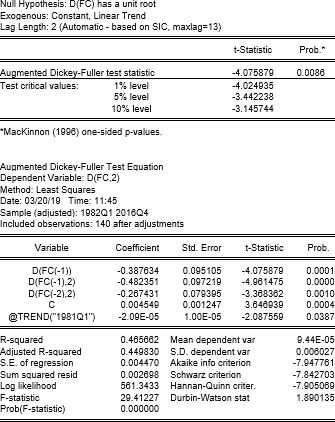 Null Hypothesis: D(FC) has a unit root
Exogenous: Constant, Linear Trend
Lag Length: 2 (Automatic - based on SIC, maxlag=13)
t-Statistic Prob.*
Augmented Dickey-Fuller test statistic -4.075879 0.0086
Test critical values: 1% level -4.024935
5% level -3.442238
10% level -3.145744
*MacKinnon (1996) one-sided p-values.
Augmented Dickey-Fuller Test Equation
Dependent Variable: D(FC,2)
Method: Least Squares
Date: 03/20/19 Time: 11:45
Sample (adjusted): 1982Q1 2016Q4
Included observations: 140 after adjustments
Variable Coefficient Std. Error t-Statistic Prob.
D(FC(-1)) -0.387634 0.095105 -4.075879 0.0001
D(FC(-1),2) -0.482351 0.097219 -4.961475 0.0000
D(FC(-2),2) -0.267431 0.079395 -3.368362 0.0010
C 0.004549 0.001247 3.646939 0.0004
@TREND("1981Q1") -2.09E-05 1.00E-05 -2.087559 0.0387
R-squared 0.465662 Mean dependent var 9.44E-05
Adjusted R-squared 0.449830 S.D. dependent var 0.006027
S.E. of regression 0.004470 Akaike info criterion -7.947761
Sum squared resid 0.002698 Schwarz criterion -7.842703
Log likelihood 561.3433 Hannan-Quinn criter. -7.905069
F-statistic 29.41227 Durbin-Watson stat 1.890135
Prob(F-statistic) 0.000000